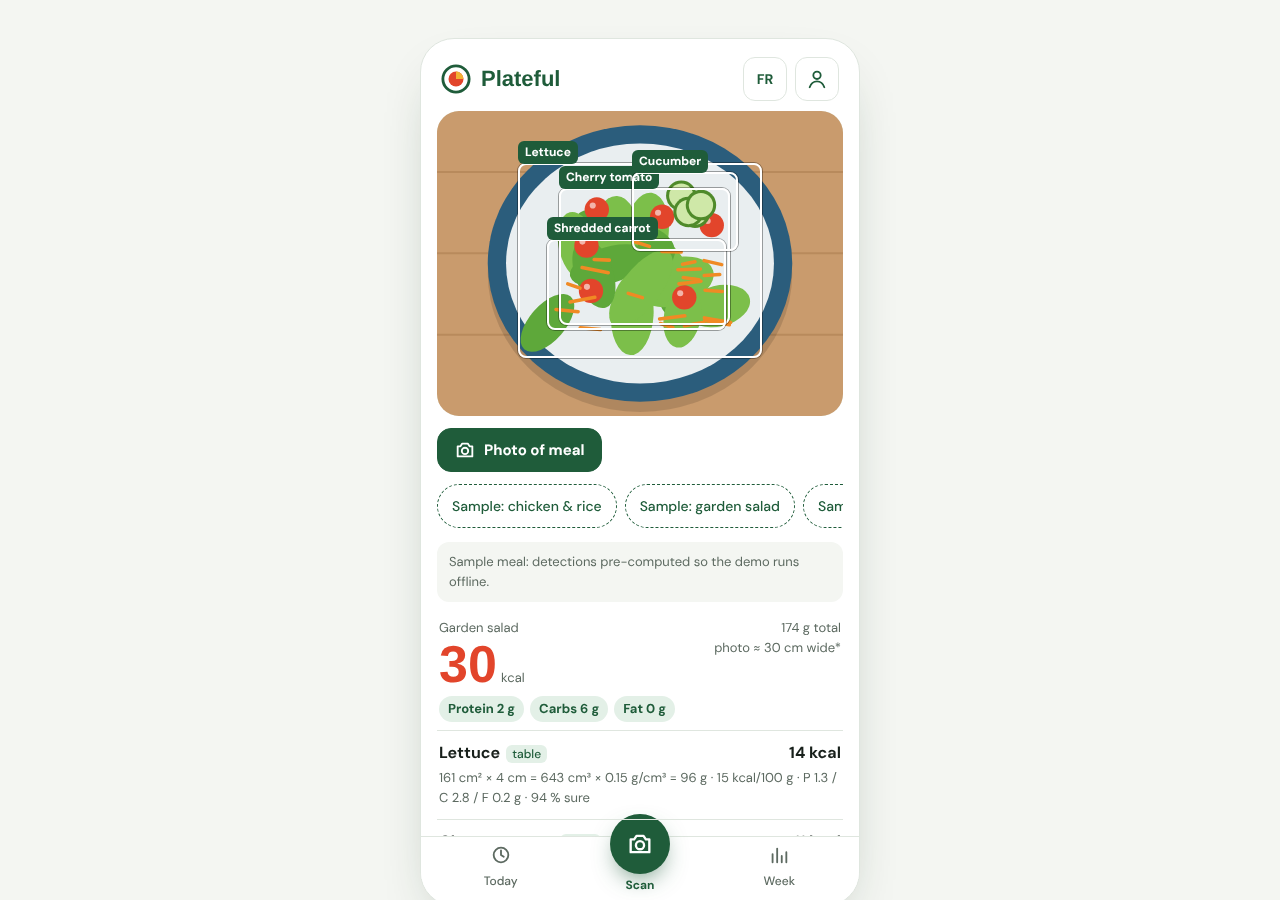 Plateful
FR
Lettuce
Cucumber
Cherry tomato
Shredded carrot
Photo of meal
Sample: chicken & rice
Sample: garden salad
Sam
Sample meal: detections pre-computed so the demo runs
offline.
Garden salad
174 g total
photo ≈ 30 cm wide*
30 kcal
Protein 2 g
Carbs 6 g
Fat 0 g
Lettuce table
14 kcal
161 cm² × 4 cm = 643 cm³ × 0.15 g/cm³ = 96 g · 15 kcal/100 g · P 1.3 /
C 2.8 / F 0.2 g · 94 % sure
Today
Scan
Week